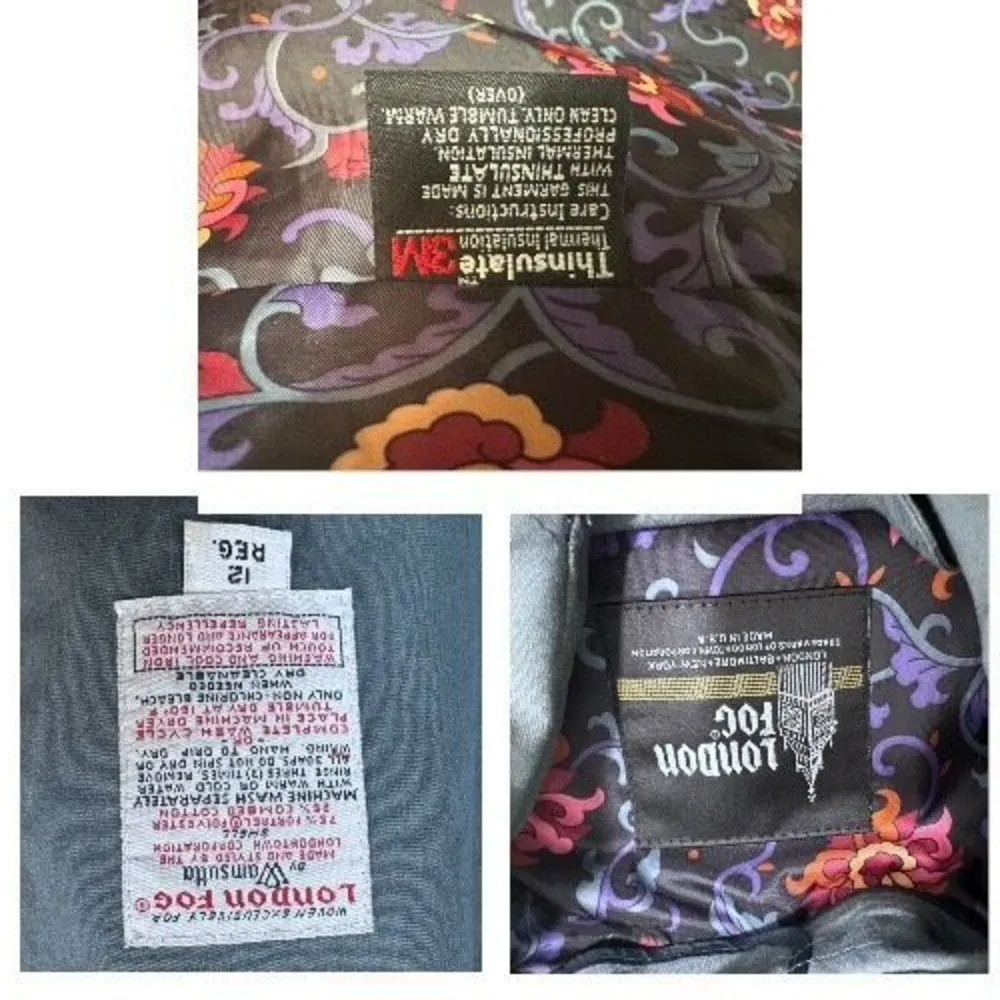 Thinsulate™ 3M
Thermal Insulation
Care Instructions:
THIS GARMENT IS MADE
WITH THINSULATE
THERMAL INSULATION.
PROFESSIONALLY DRY
CLEAN ONLY. TUMBLE WARM.
(OVER)
WOVEN EXCLUSIVELY FOR
LONDON FOG®
BY Wamsutta
MADE AND STYLED BY THE
LONDONTOWN CORPORATION
SHELL
75% FORTREL® POLYESTER
25% COMBED COTTON
MACHINE WASH SEPARATELY
WITH WARM OR COLD WATER
RINSE THREE (3) TIMES, REMOVE
ALL SOAPS DO NOT SPIN DRY OR
WRING. HANG TO DRIP DRY.
"OR"
COMPLETE WASH CYCLE
PLACE IN MACHINE DRYER
TUMBLE DRY AT 160°F
ONLY NON-CHLORINE BLEACH,
WHEN NEEDED
DRY CLEANABLE
WASHING AND COOL IRON
TOUCH UP RECOMMENDED
FOR APPEARANCE AND LONGER
LASTING REPELLENCY
12
REG.
LONDON
FOG®
LONDON•BALTIMORE•NEW YORK
OF LONDONTOWN CORPORATION
MADE IN U.S.A.